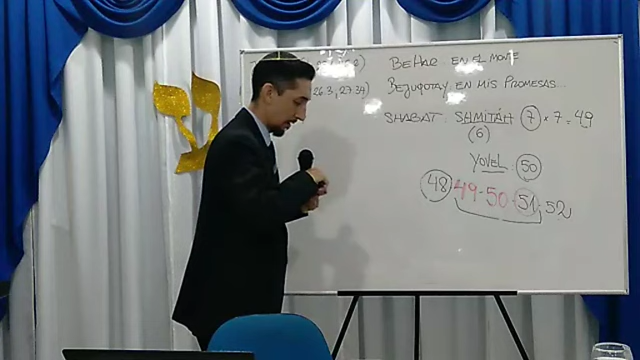 BEHAR EN EL MONTE
26.3, 27.34) BEJUQOTAY EN MIS PROMESAS...
SHABAT SHMITÁH 7 x 7 = 49
(6)
YOVEL 50
48 49-50-51-52